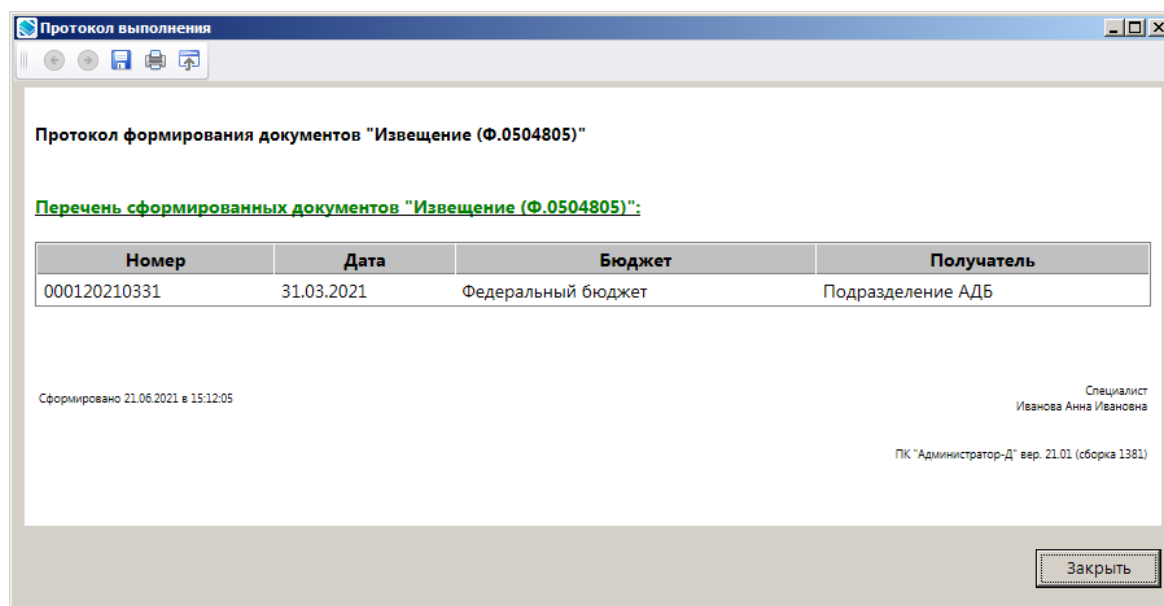 Протокол выполнения
Протокол формирования документов "Извещение (Ф.0504805)"
Перечень сформированных документов "Извещение (Ф.0504805)":
Номер Дата Бюджет Получатель
000120210331 31.03.2021 Федеральный бюджет Подразделение АДБ
Специалист
Сформировано 21.06.2021 в 15:12:05
Иванова Анна Ивановна
ПК "Администратор-Д" вер. 21.01 (сборка 1381)
Закрыть